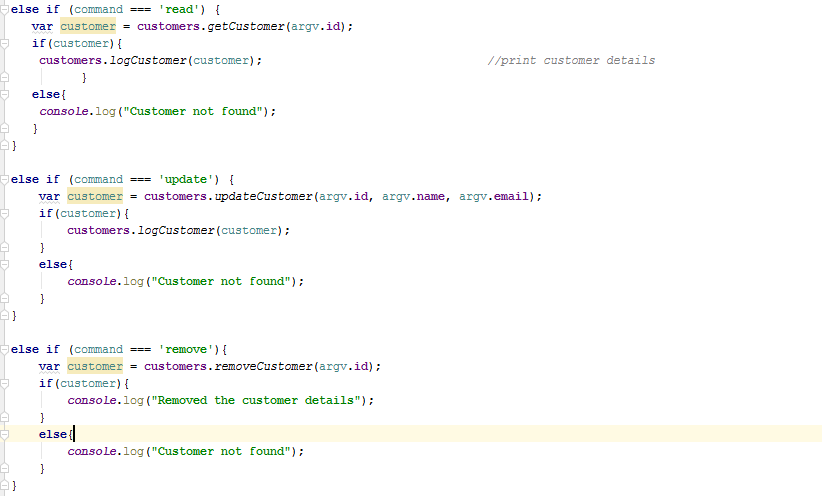 else if (command === 'read') {
var customer = customers.getCustomer(argv.id);
if(customer){
customers.logCustomer(customer); //print customer details
}
else{
console.log("Customer not found");
}
}
else if (command === 'update') {
var customer = customers.updateCustomer(argv.id, argv.name, argv.email);
if(customer){
customers.logCustomer(customer);
}
else{
console.log("Customer not found");
}
}
else if (command === 'remove'){
var customer = customers.removeCustomer(argv.id);
if(customer){
console.log("Removed the customer details");
}
else{
console.log("Customer not found");
}
}